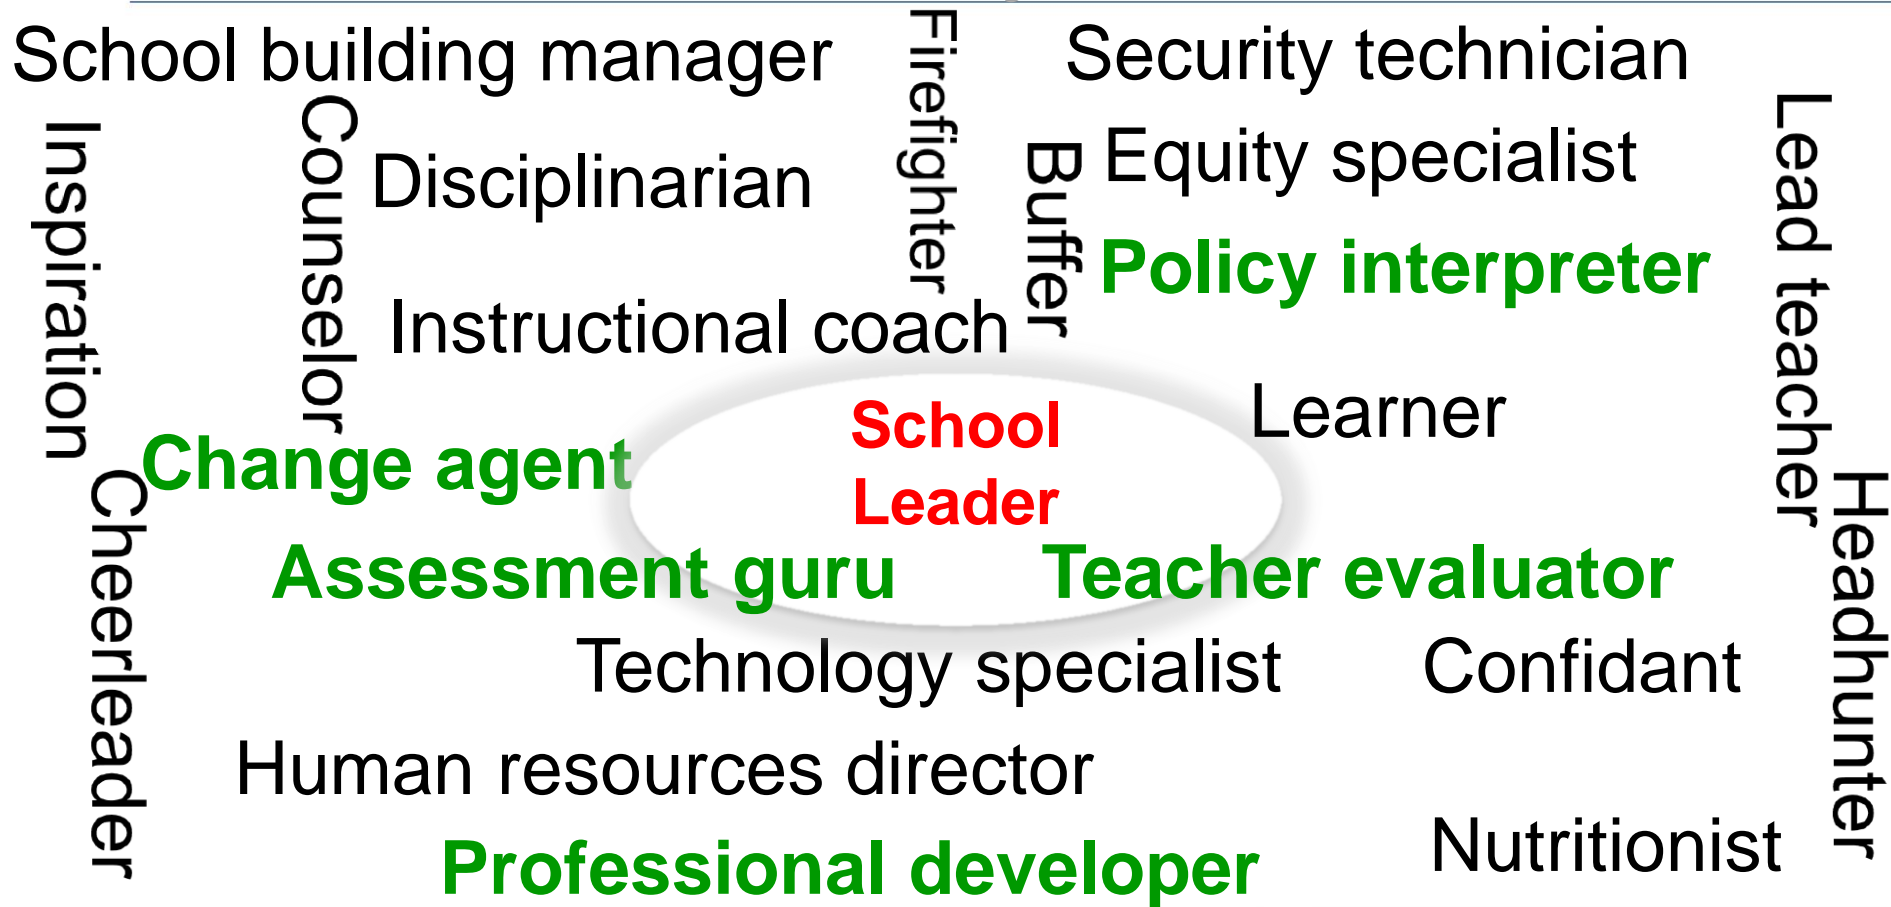 School building manager
Firefighter
Security technician
Inspiration
Counselor
Disciplinarian
Buffer
Equity specialist
Lead teacher
Policy interpreter
Instructional coach
School
Leader
Learner
Change agent
Cheerleader
Headhunter
Assessment guru
Teacher evaluator
Technology specialist
Confidant
Human resources director
Nutritionist
Professional developer